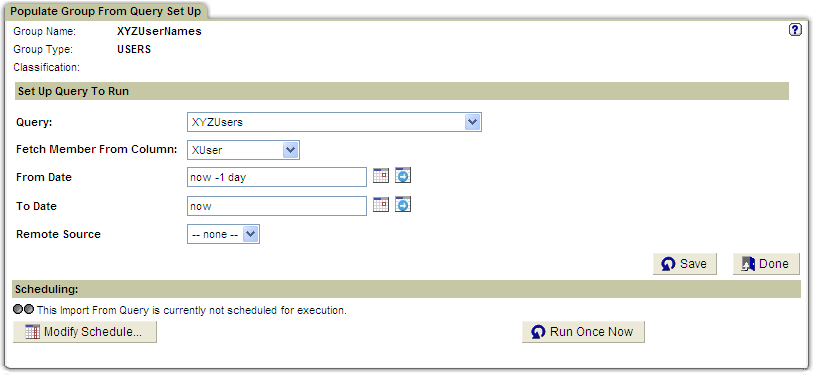 Populate Group From Query Set Up
Group Name: XYZUserNames
?
Group Type: USERS
Classification:
Set Up Query To Run
Query: XYZUsers
Fetch Member From Column: XUser
From Date now -1 day
To Date now
Remote Source -- none --
Save Done
Scheduling:
This Import From Query is currently not scheduled for execution.
Modify Schedule... Run Once Now